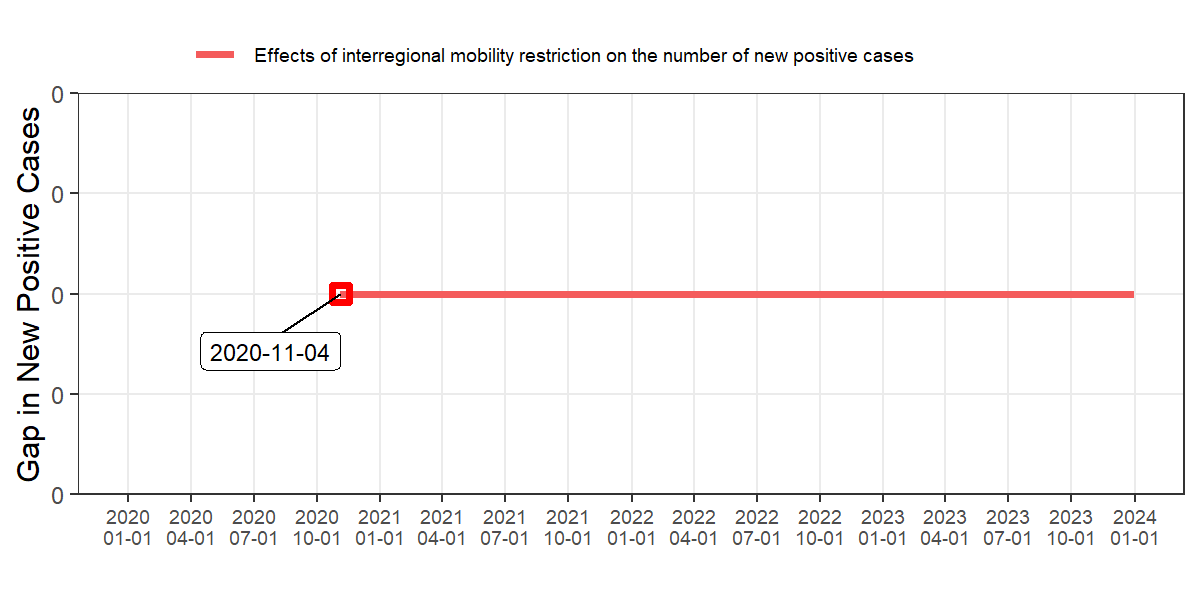 Effects of interregional mobility restriction on the number of new positive cases
Gap in New Positive Cases
0
0
0
0
0
2020-11-04
2020 2020 2020 2020 2021 2021 2021 2021 2022 2022 2022 2022 2023 2023 2023 2023 2024
01-01 04-01 07-01 10-01 01-01 04-01 07-01 10-01 01-01 04-01 07-01 10-01 01-01 04-01 07-01 10-01 01-01